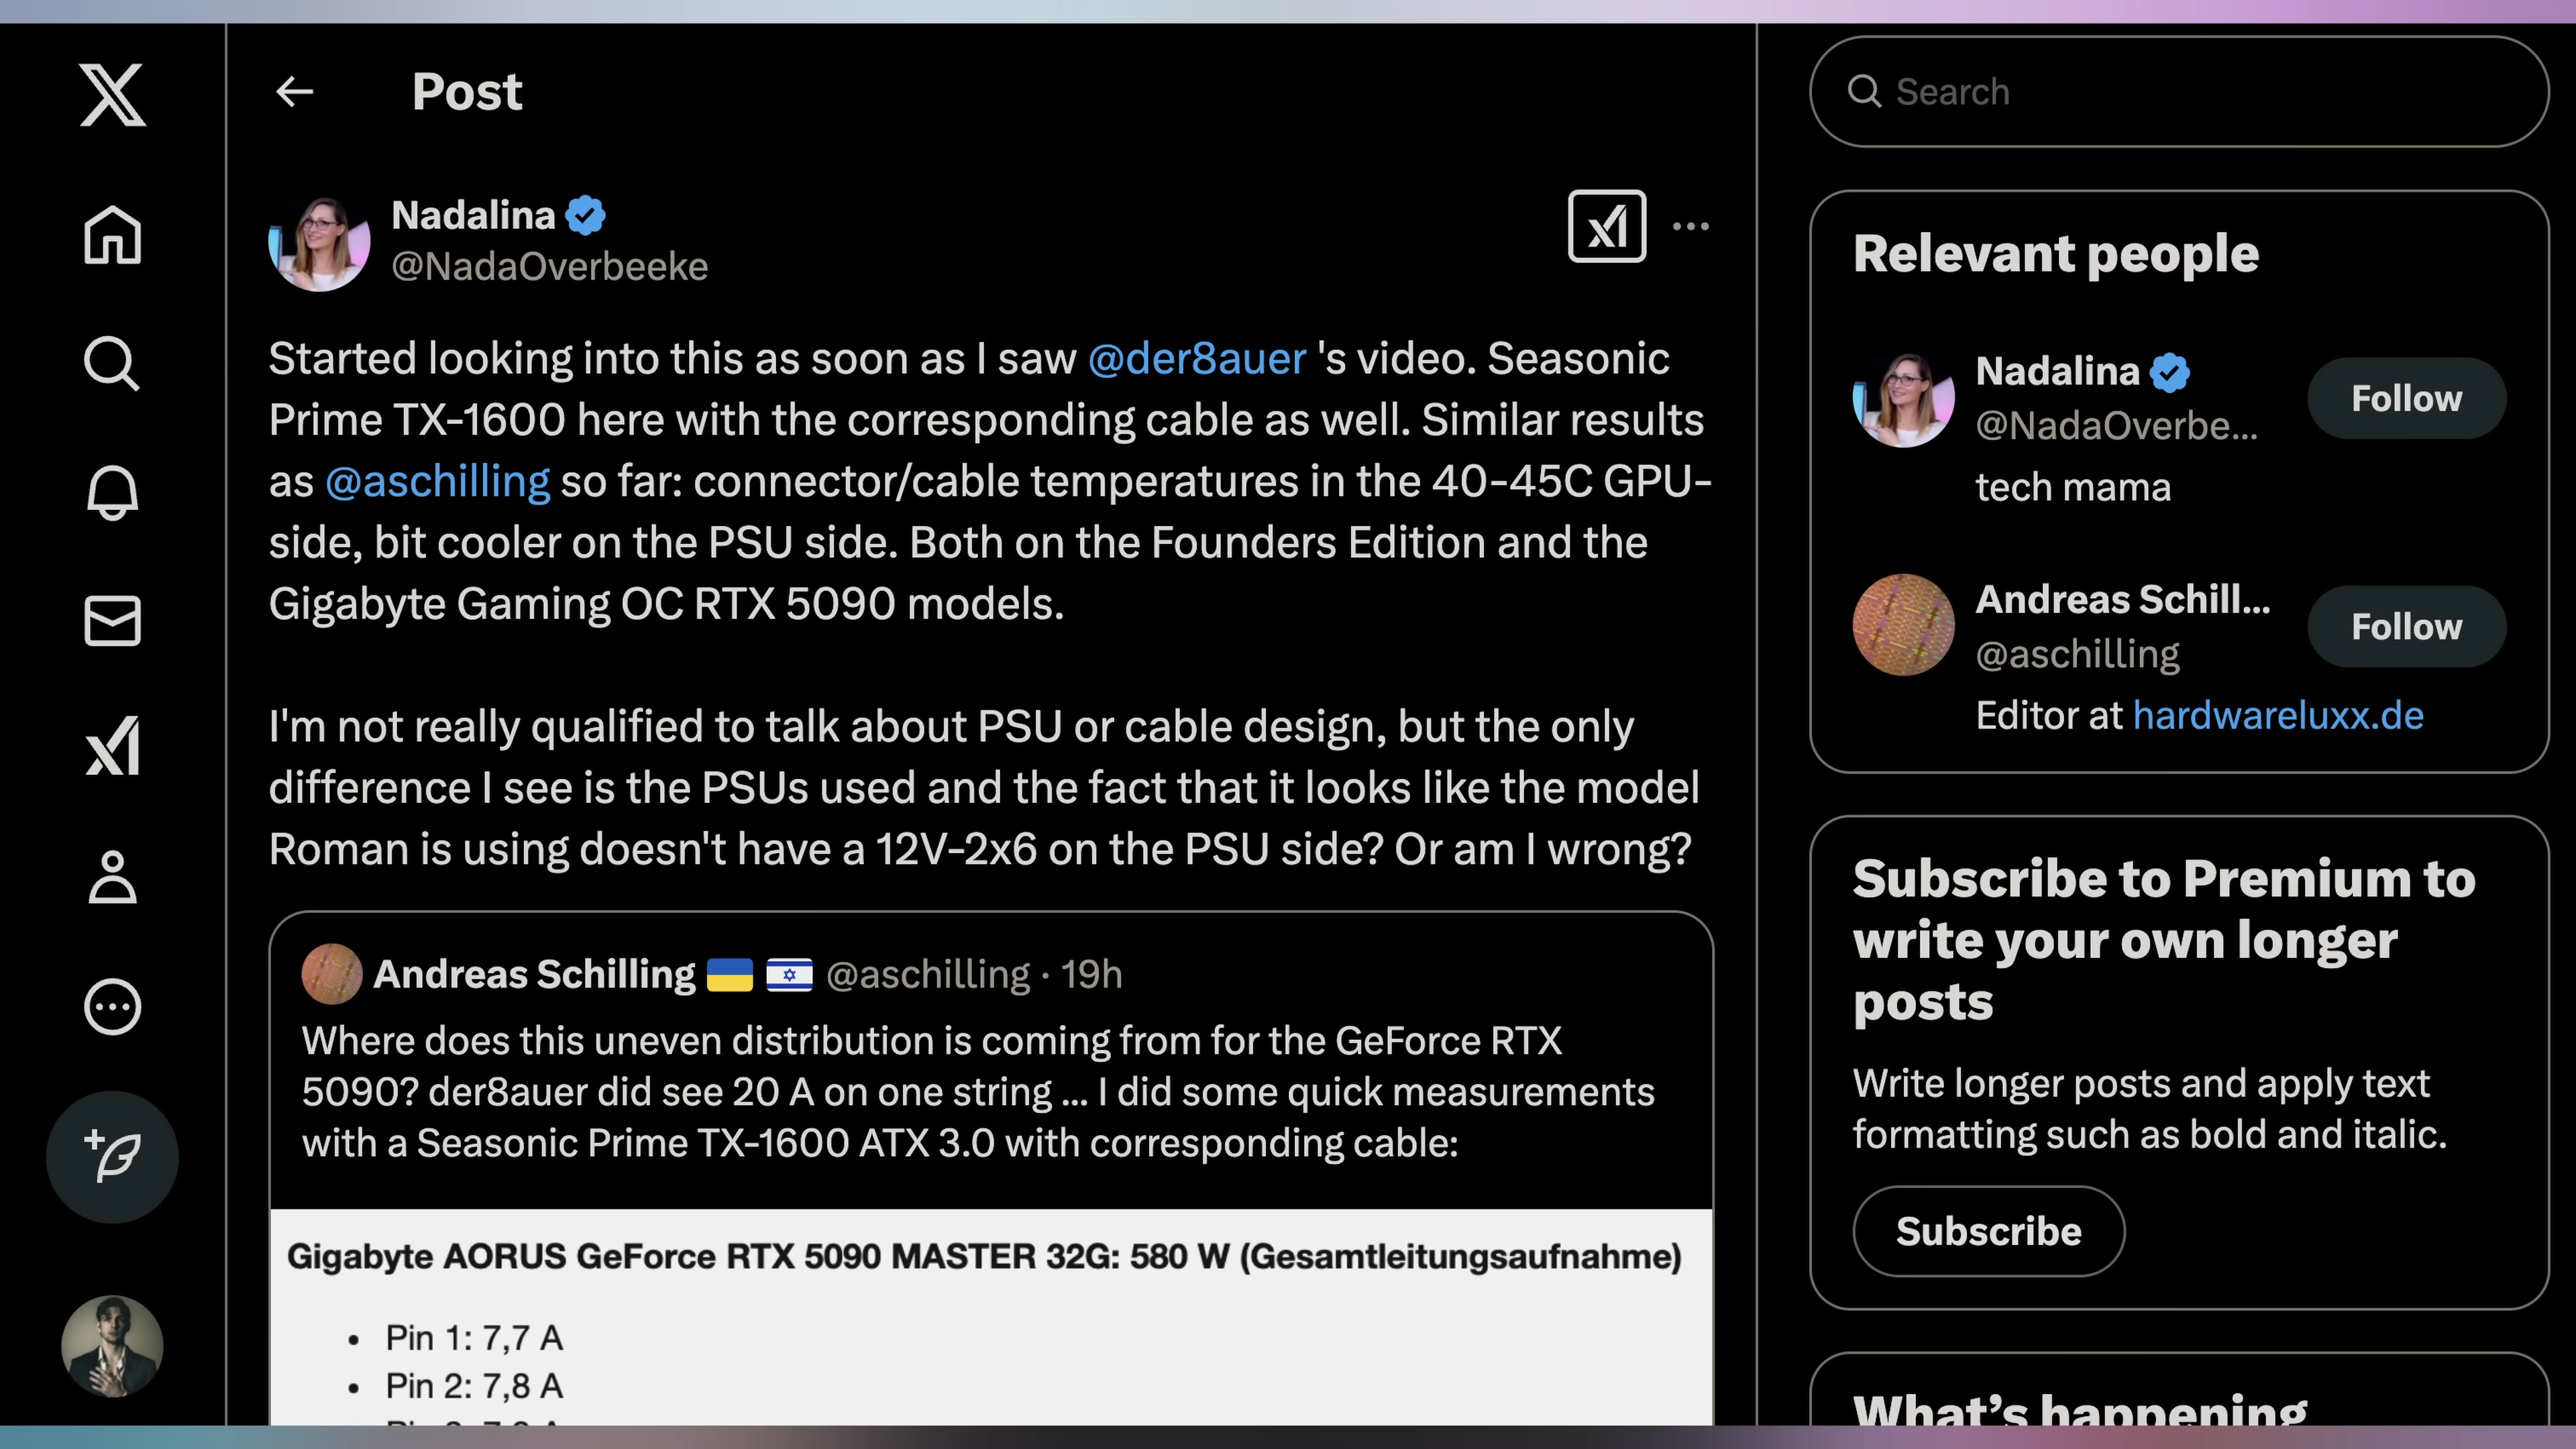 Post
Nadalina
@NadaOverbeeke
Started looking into this as soon as I saw @der8auer 's video. Seasonic
Prime TX-1600 here with the corresponding cable as well. Similar results
as @aschilling so far: connector/cable temperatures in the 40-45C GPU-
side, bit cooler on the PSU side. Both on the Founders Edition and the
Gigabyte Gaming OC RTX 5090 models.
I'm not really qualified to talk about PSU or cable design, but the only
difference I see is the PSUs used and the fact that it looks like the model
Roman is using doesn't have a 12V-2x6 on the PSU side? Or am I wrong?
Andreas Schilling @aschilling · 19h
Where does this uneven distribution is coming from for the GeForce RTX
5090? der8auer did see 20 A on one string ... I did some quick measurements
with a Seasonic Prime TX-1600 ATX 3.0 with corresponding cable:
Gigabyte AORUS GeForce RTX 5090 MASTER 32G: 580 W (Gesamtleitungsaufnahme)
• Pin 1: 7,7 A
• Pin 2: 7,8 A
Search
Relevant people
Nadalina
@NadaOverbe...
Follow
tech mama
Andreas Schill...
@aschilling
Follow
Editor at hardwareluxx.de
Subscribe to Premium to
write your own longer
posts
Write longer posts and apply text
formatting such as bold and italic.
Subscribe
What's happening